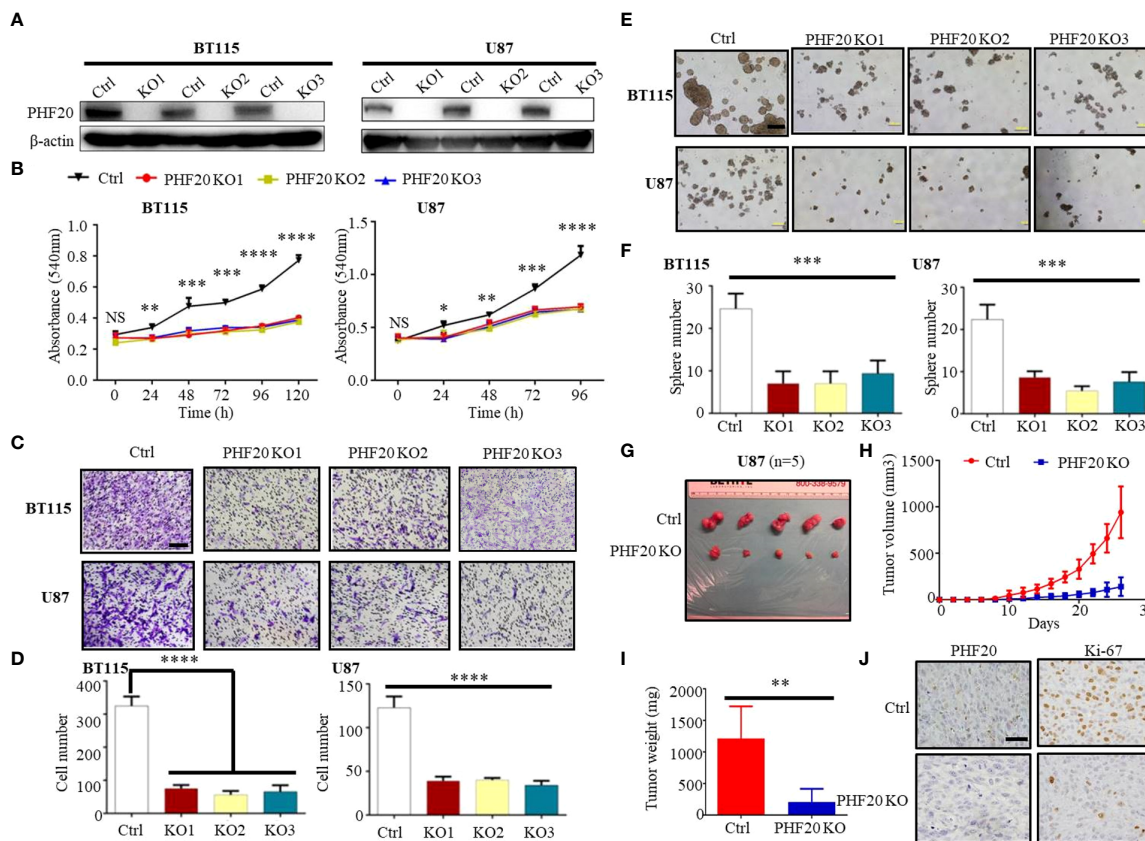 A
BT115
U87
Ctrl KO1 Ctrl KO2 Ctrl KO3
Ctrl KO1 Ctrl KO2 Ctrl KO3
PHF20
β-actin
B
Ctrl PHF20 KO1 PHF20 KO2 PHF20 KO3
BT115
Absorbance (540nm)
1.0
0.8
0.6
0.4
0.2
0.0
NS ** *** *** **** ****
0 24 48 72 96 120
Time (h)
U87
Absorbance (540nm)
1.5
1.0
0.5
0.0
NS * ** *** ****
0 24 48 72 96
Time (h)
C
Ctrl PHF20 KO1 PHF20 KO2 PHF20 KO3
BT115
U87
D
BT115
****
Cell number
400
300
200
100
0
Ctrl KO1 KO2 KO3
U87
****
Cell number
150
100
50
0
Ctrl KO1 KO2 KO3
E
Ctrl PHF20 KO1 PHF20 KO2 PHF20 KO3
BT115
U87
F
BT115
***
Sphere number
30
20
10
0
Ctrl KO1 KO2 KO3
U87
***
Sphere number
30
20
10
0
Ctrl KO1 KO2 KO3
G
U87 (n=5)
800-338-9579
Ctrl
PHF20 KO
H
Ctrl PHF20 KO
Tumor volume (mm3)
1500
1000
500
0
0 10 20 3
Days
I
**
Tumor weight (mg)
2000
1500
1000
500
0
Ctrl PHF20 KO
J
PHF20 Ki-67
Ctrl
PHF20 KO